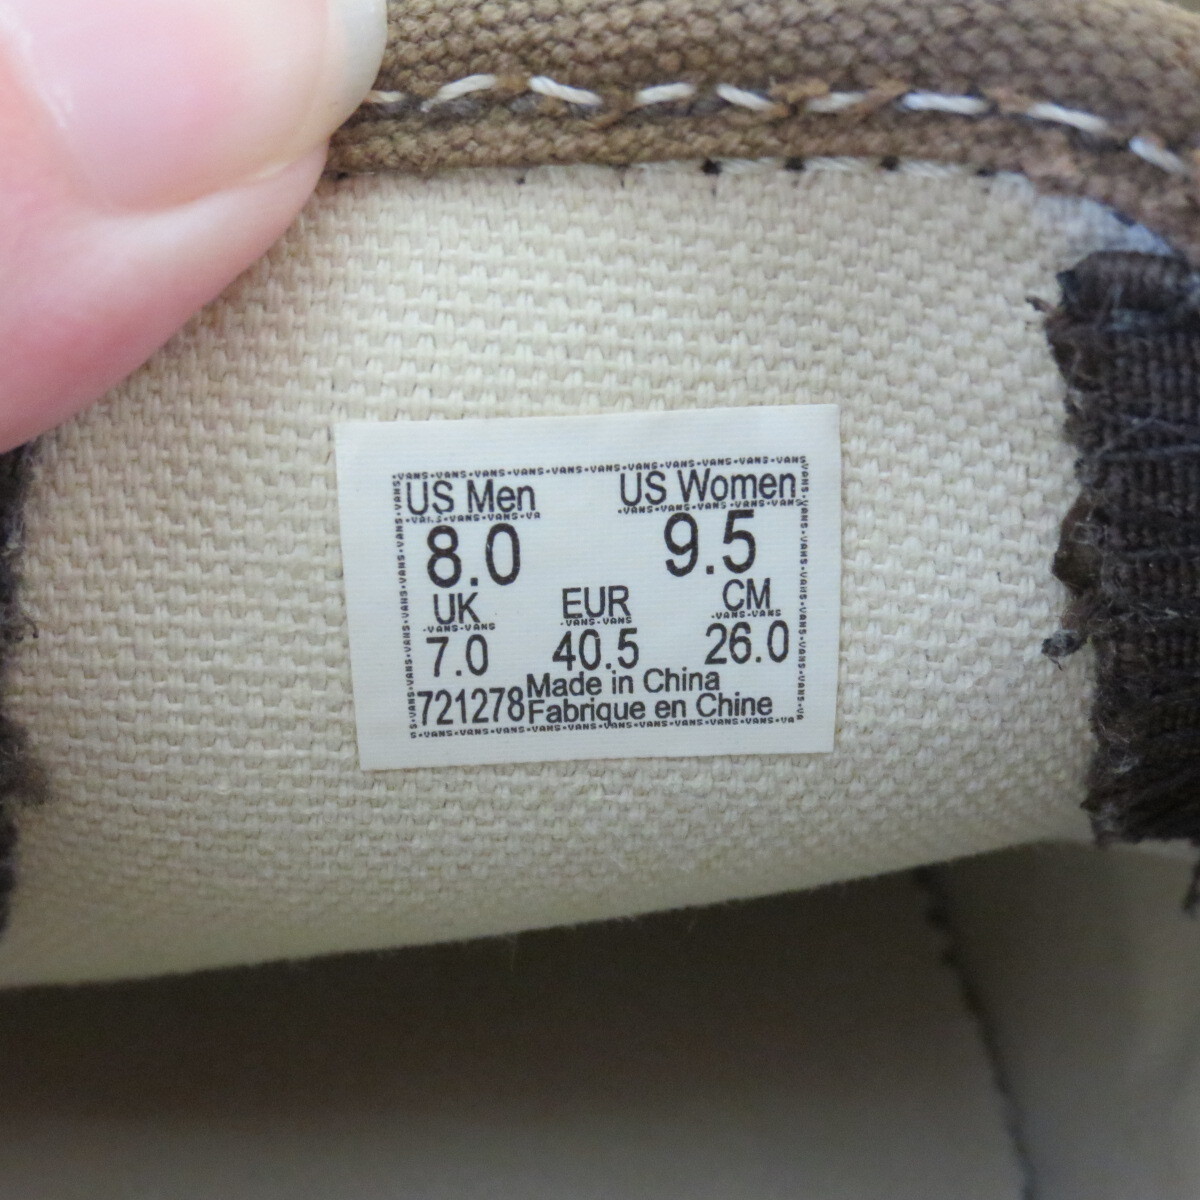 US Men US Women
8.0 9.5
UK EUR CM
7.0 40.5 26.0
721278 Made in China
Fabrique en Chine